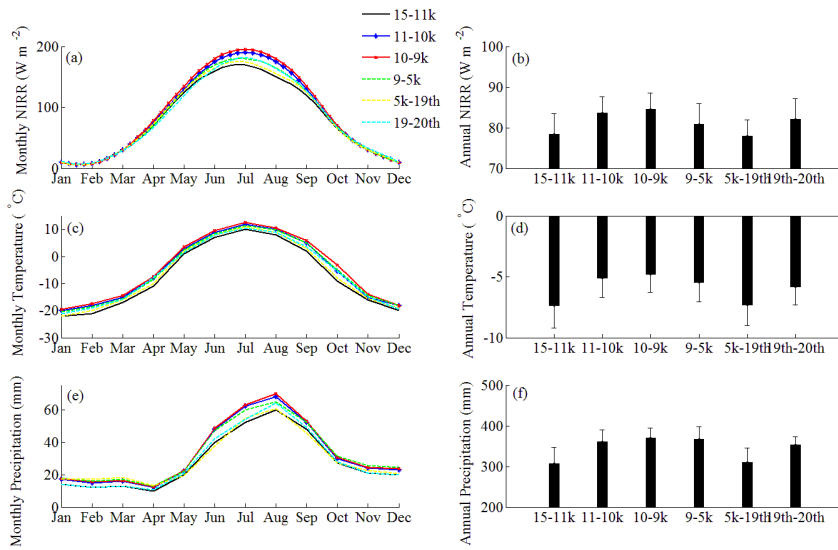 (a)
Monthly NIRR (W m⁻²)
200
100
0
Jan Feb Mar Apr May Jun Jul Aug Sep Oct Nov Dec
15-11k
11-10k
10-9k
9-5k
5k-19th
19-20th
(b)
Annual NIRR (W m⁻²)
100
90
80
70
15-11k 11-10k 10-9k 9-5k 5k-19th 19th-20th
(c)
Monthly Temperature (°C)
10
0
-10
-20
-30
Jan Feb Mar Apr May Jun Jul Aug Sep Oct Nov Dec
(d)
Annual Temperature (°C)
0
-5
-10
15-11k 11-10k 10-9k 9-5k 5k-19th 19th-20th
(e)
Monthly Precipitation (mm)
60
40
20
0
Jan Feb Mar Apr May Jun Jul Aug Sep Oct Nov Dec
(f)
Annual Precipitation (mm)
500
400
300
200
15-11k 11-10k 10-9k 9-5k 5k-19th 19th-20th